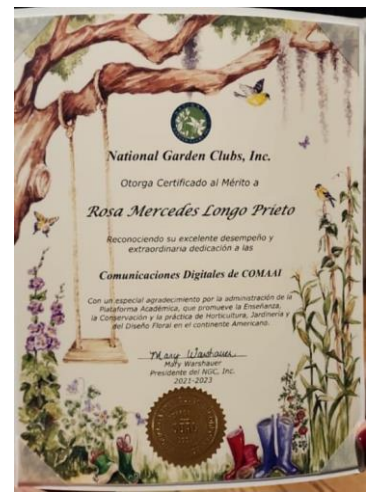 National Garden Clubs, Inc.
Otorga Certificado al Mérito a
Rosa Mercedes Longo Prieto
Reconociendo su excelente desempeño y
extraordinaria dedicación a las
Comunicaciones Digitales de COMAAI
Con un especial agradecimiento por la administración de la
Plataforma Académica, que promueve la Enseñanza,
la Conservación y la práctica de Horticultura, Jardinería y
del Diseño Floral en el continente Americano.
Mary Warshauer
Mary Warshauer
Presidente del NGC, Inc.
2021-2023